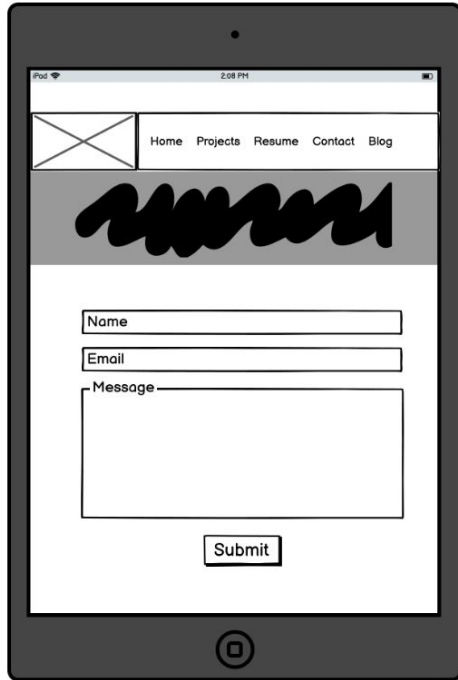 iPad 2:08 PM
Home Projects Resume Contact Blog
Name
Email
Message
Submit